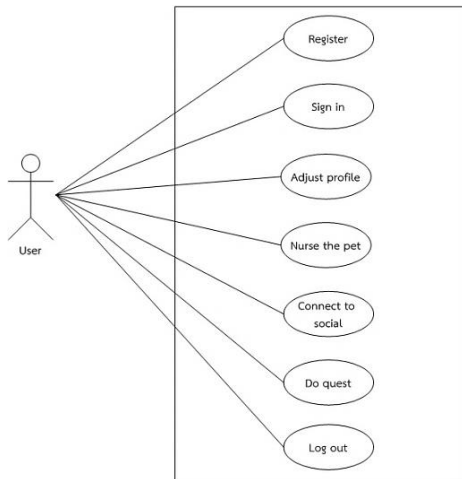 Register
Sign in
Adjust profile
Nurse the pet
User
Connect to
social
Do quest
Log out